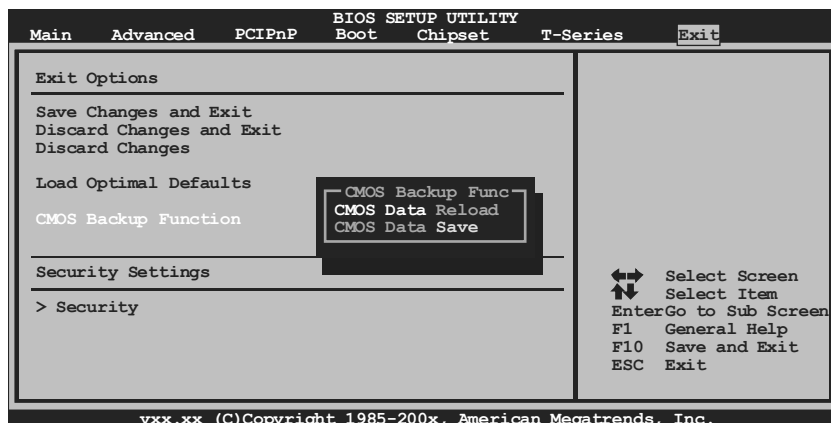 BIOS SETUP UTILITY
Main Advanced PCIPnP Boot Chipset T-Series Exit
Exit Options
Save Changes and Exit
Discard Changes and Exit
Discard Changes
Load Optimal Defaults
CMOS Backup Function
CMOS Backup Func
CMOS Data Reload
CMOS Data Save
Security Settings
> Security
Select Screen
Select Item
EnterGo to Sub Screen
F1 General Help
F10 Save and Exit
ESC Exit
vxx.xx (C)Copyright 1985-200x, American Megatrends, Inc.